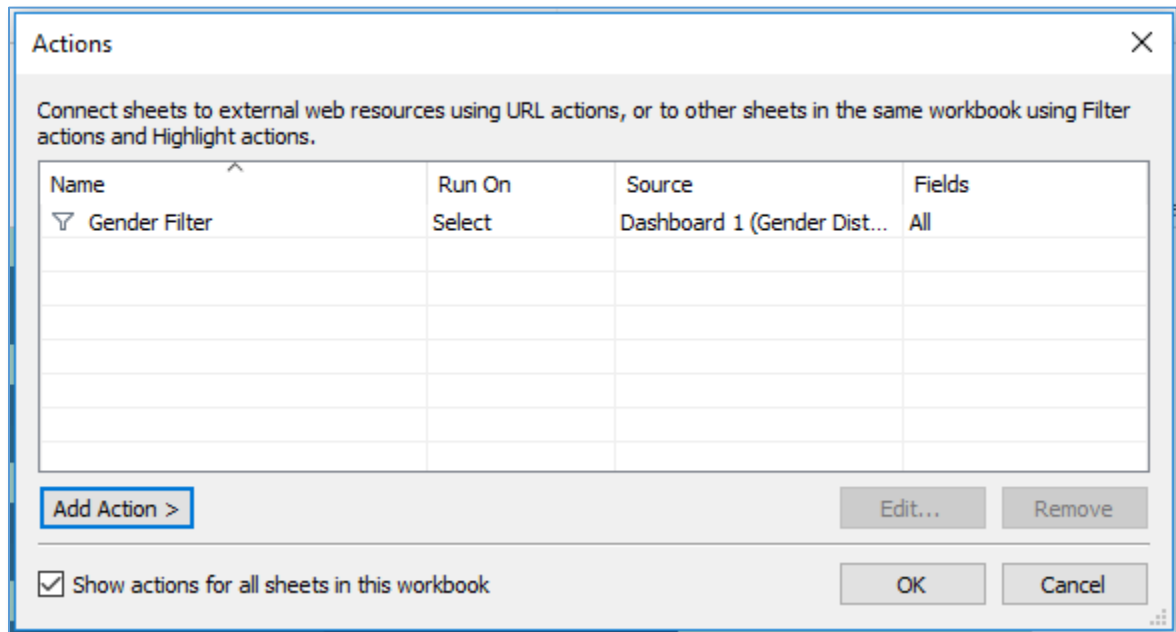 Actions
Connect sheets to external web resources using URL actions, or to other sheets in the same workbook using Filter
actions and Highlight actions.
Name Run On Source Fields
Gender Filter Select Dashboard 1 (Gender Dist... All
Add Action > Edit... Remove
Show actions for all sheets in this workbook OK Cancel